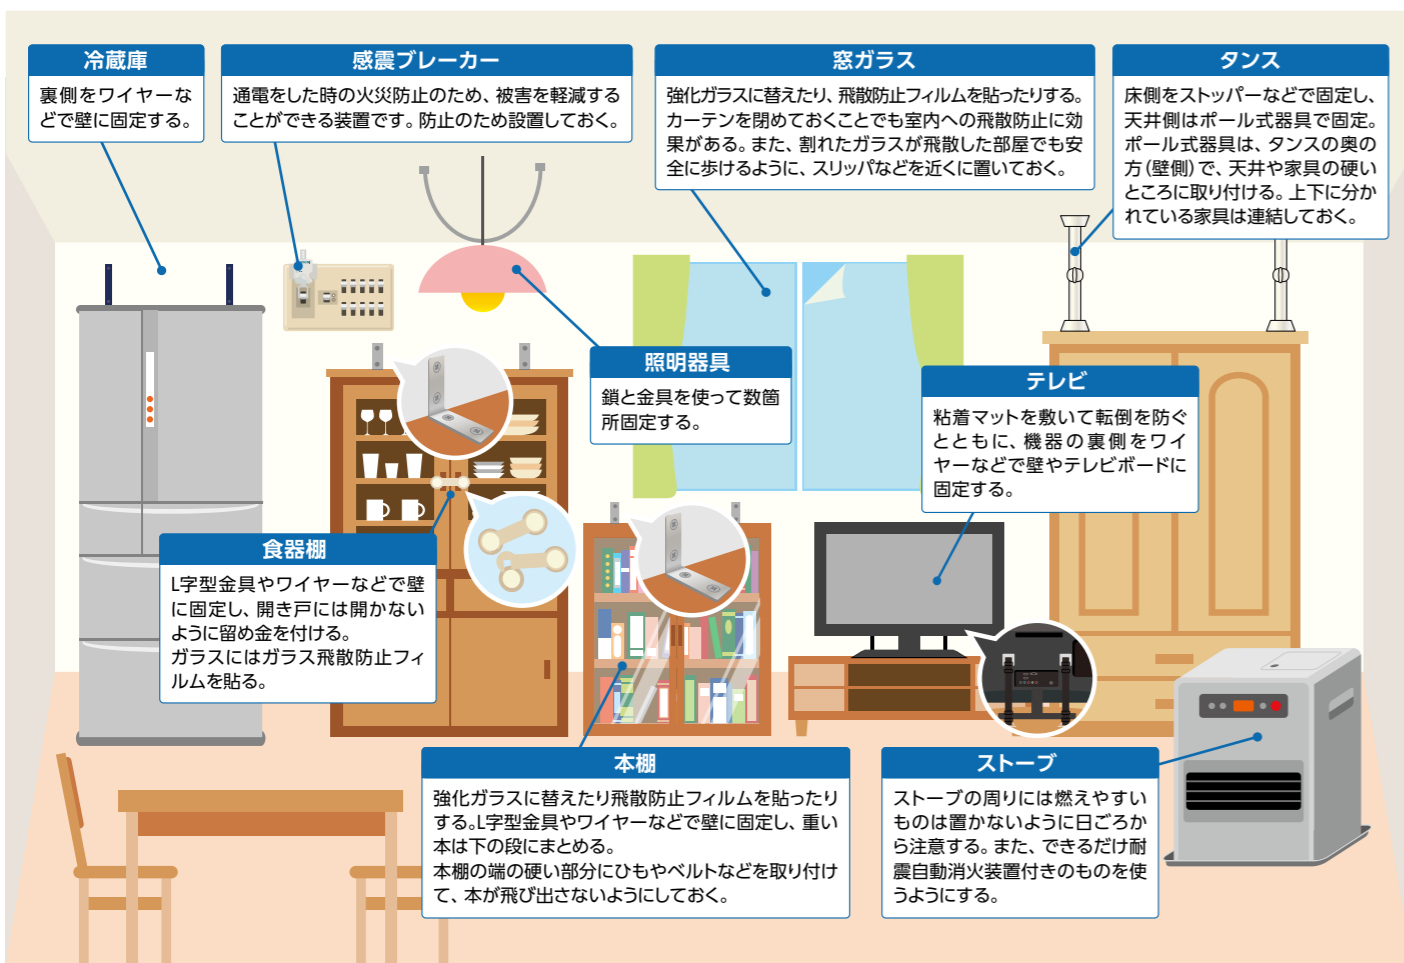 冷蔵庫
裏側をワイヤーな
どで壁に固定する。
感震ブレーカー
通電をした時の火災防止のため、被害を軽減する
ことができる装置です。防止のため設置しておく。
窓ガラス
強化ガラスに替えたり、飛散防止フィルムを貼ったりする。
カーテンを閉めておくことでも室内への飛散防止に効
果がある。また、割れたガラスが飛散した部屋でも安
全に歩けるように、スリッパなどを近くに置いておく。
タンス
床側をストッパーなどで固定し、
天井側はポール式器具で固定。
ポール式器具は、タンスの奥の
方（壁側）で、天井や家具の硬い
ところに取り付ける。上下に分か
れている家具は連結しておく。
照明器具
鎖と金具を使って数箇
所固定する。
テレビ
粘着マットを敷いて転倒を防ぐ
とともに、機器の裏側をワイ
ヤーなどで壁やテレビボードに
固定する。
食器棚
L字型金具やワイヤーなどで壁
に固定し、開き戸には開かない
ように留め金を付ける。
ガラスにはガラス飛散防止フィ
ルムを貼る。
本棚
強化ガラスに替えたり飛散防止フィルムを貼ったり
する。L字型金具やワイヤーなどで壁に固定し、重い
本は下の段にまとめる。
本棚の端の硬い部分にひもやベルトなどを取り付け
て、本が飛び出さないようにしておく。
ストーブ
ストーブの周りには燃えやすい
ものは置かないように日ごろか
ら注意する。また、できるだけ耐
震自動消火装置付きのものを使
うようにする。